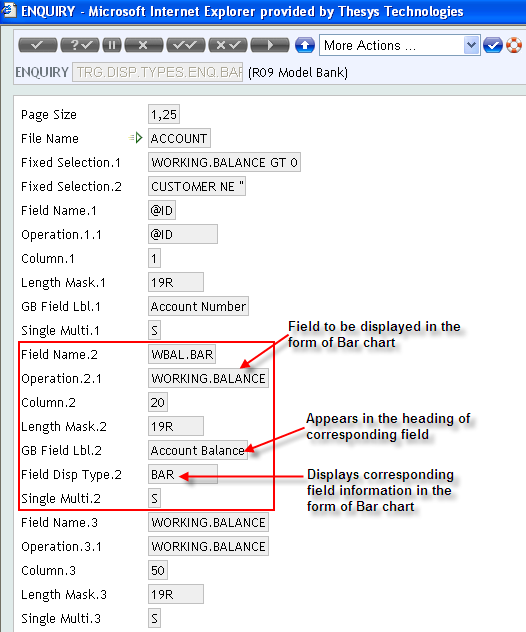 ENQUIRY - Microsoft Internet Explorer provided by Thesys Technologies
More Actions ...
ENQUIRY TRG.DISP.TYPES.ENQ.BAR (R09 Model Bank)
Page Size 1,25
File Name ACCOUNT
Fixed Selection.1 WORKING.BALANCE GT 0
Fixed Selection.2 CUSTOMER NE "
Field Name.1 @ID
Operation.1.1 @ID
Column.1 1
Length Mask.1 19R
GB Field Lbl.1 Account Number
Single Multi.1 S
Field to be displayed in the
form of Bar chart
Field Name.2 WBAL.BAR
Operation.2.1 WORKING.BALANCE
Column.2 20
Length Mask.2 19R
Appears in the heading of
corresponding field
GB Field Lbl.2 Account Balance
Field Disp Type.2 BAR
Displays corresponding
field information in the
form of Bar chart
Single Multi.2 S
Field Name.3 WORKING.BALANCE
Operation.3.1 WORKING.BALANCE
Column.3 50
Length Mask.3 19R
Single Multi.3 S